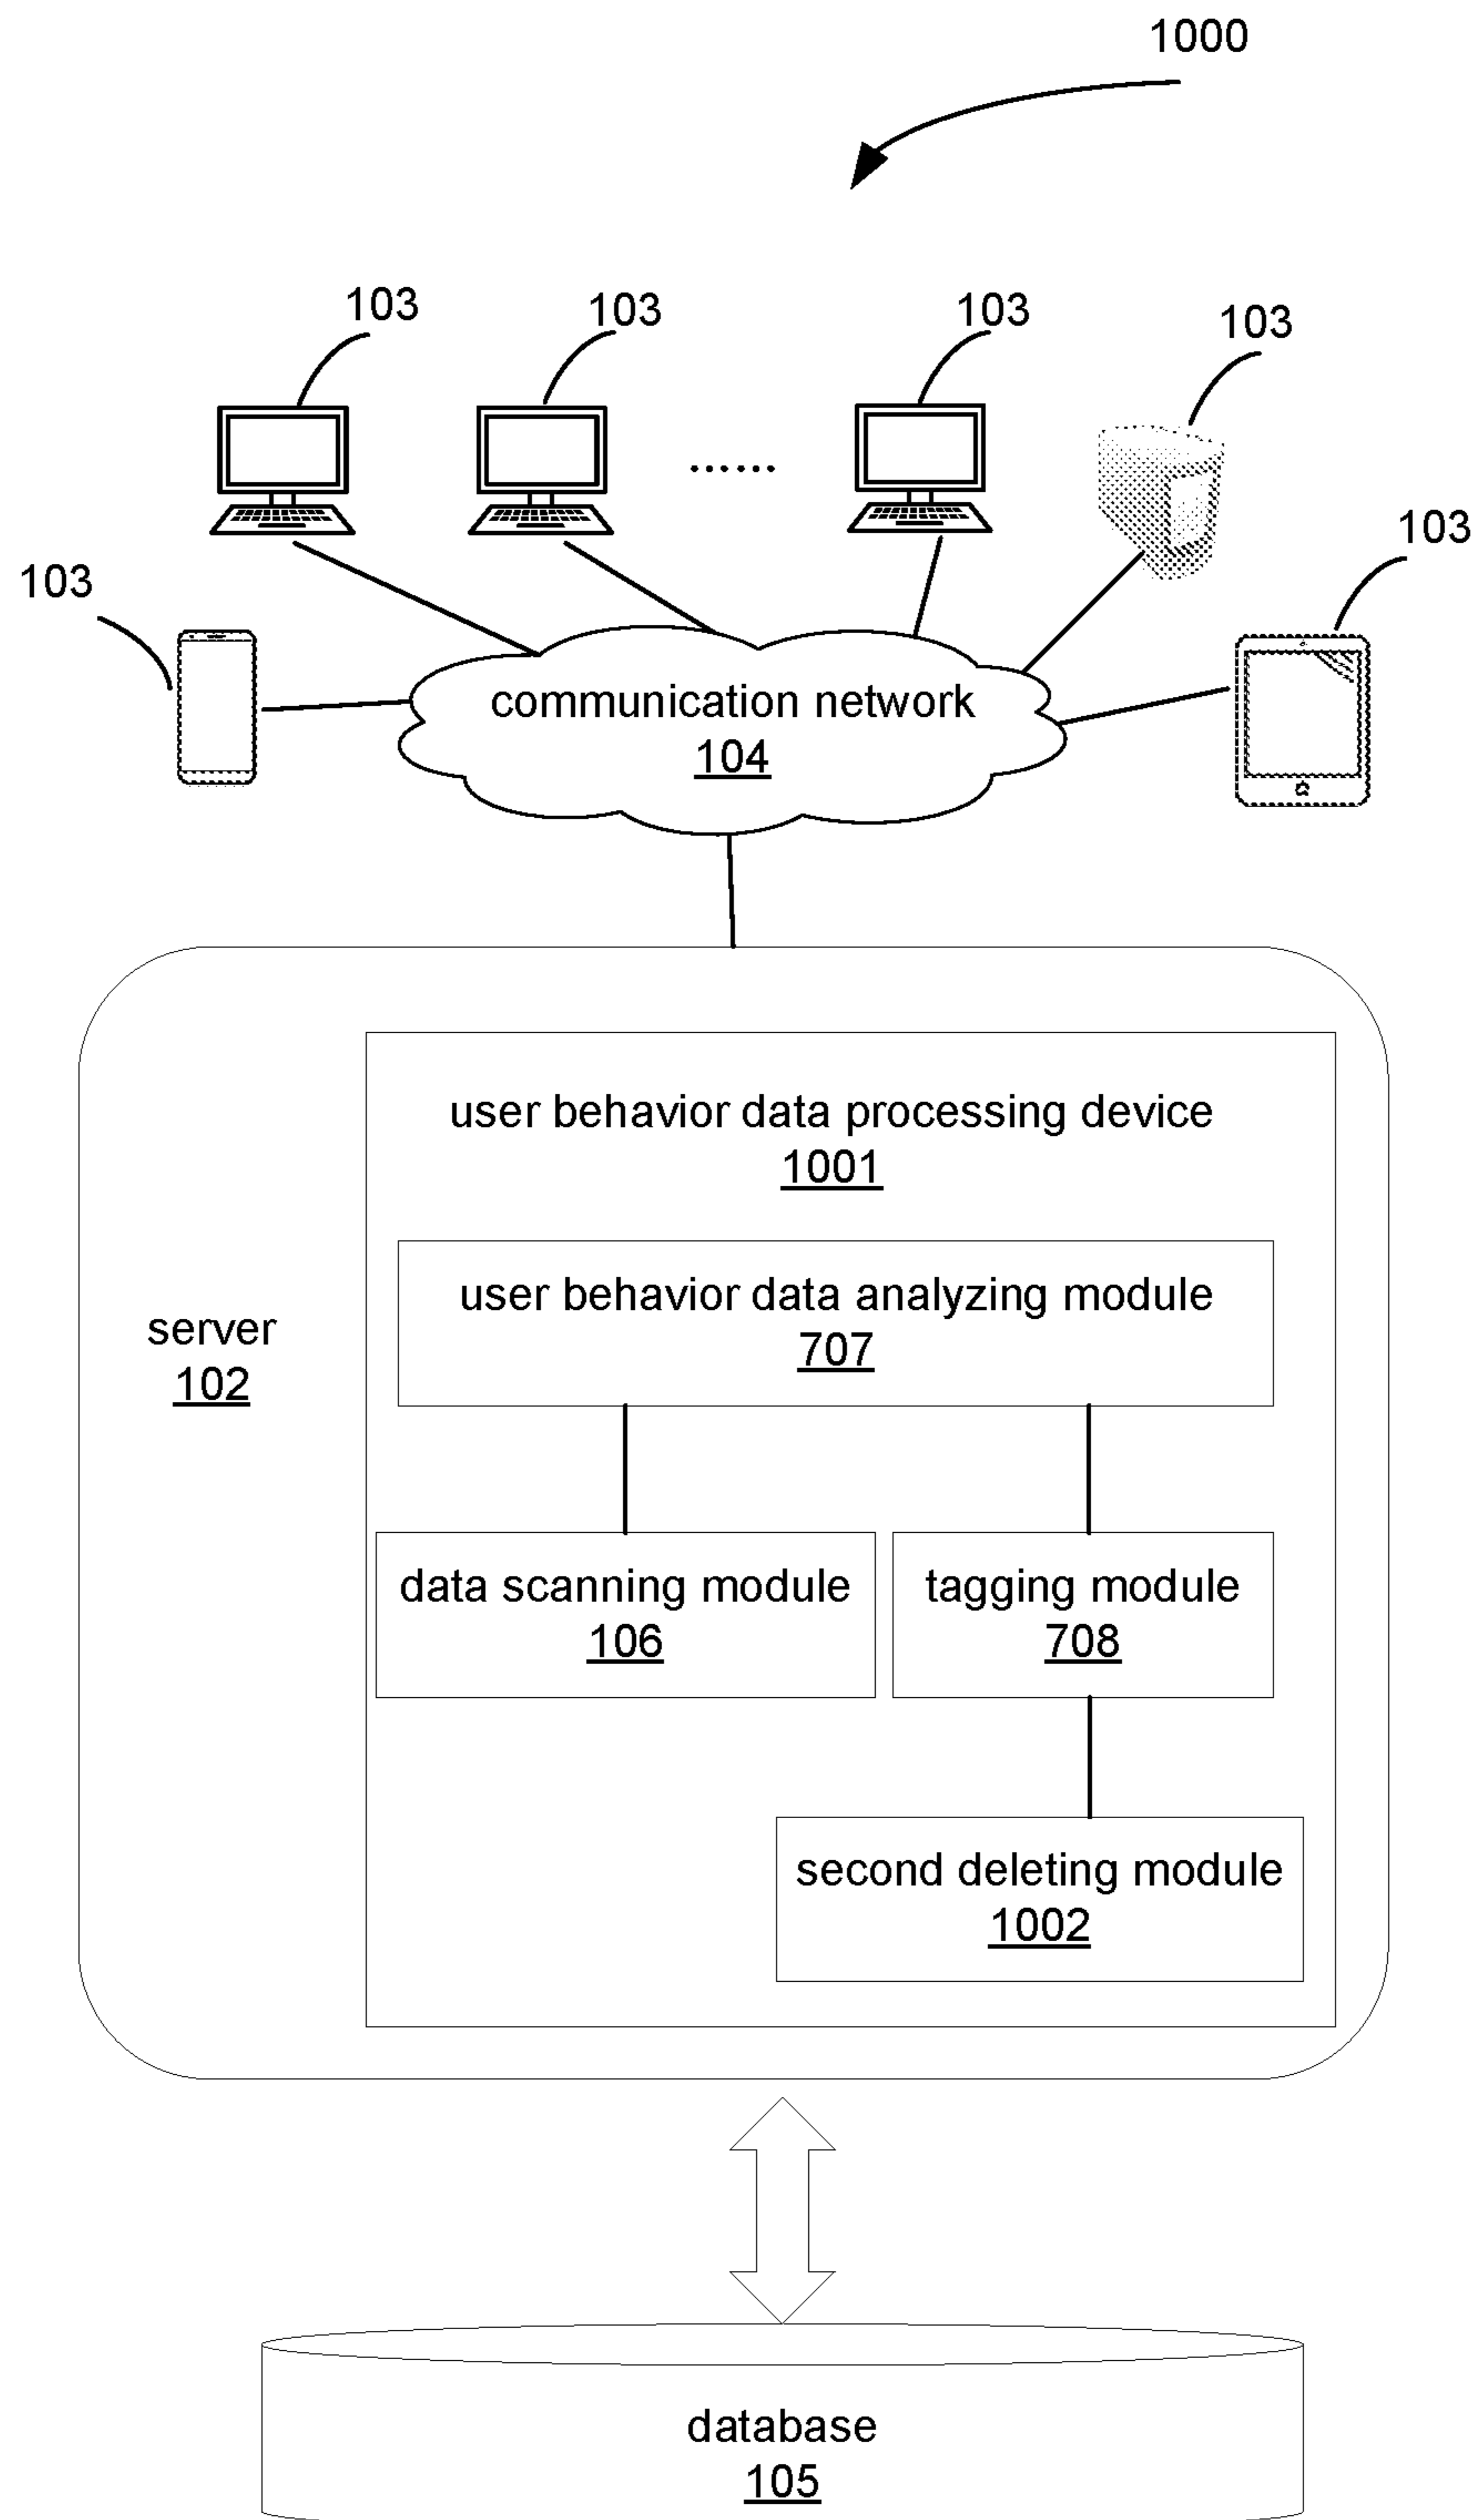 1000
103
103
103
103
103
103
communication network
104
user behavior data processing device
1001
user behavior data analyzing module
707
server
102
data scanning module
106
tagging module
708
second deleting module
1002
database
105